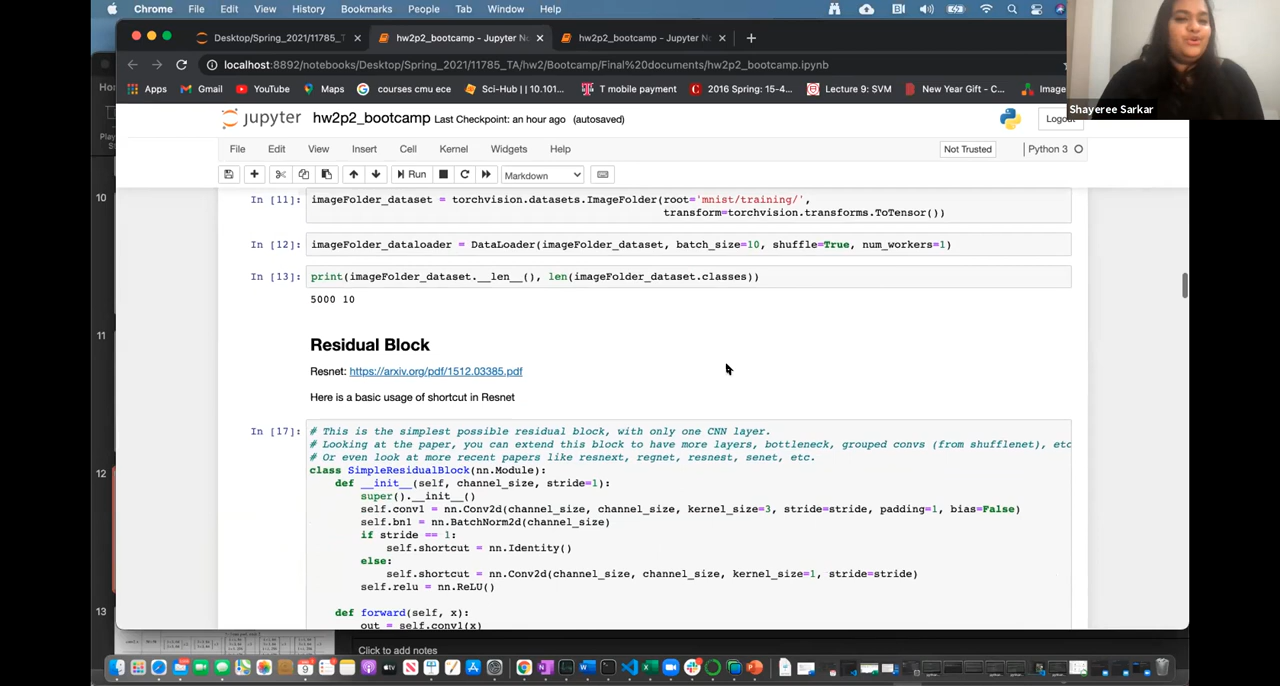 Chrome File Edit View History Bookmarks People Tab Window Help
Desktop/Spring_2021/11785_T
hw2p2_bootcamp - Jupyter No
hw2p2_bootcamp - Jupyter No
localhost:8892/notebooks/Desktop/Spring_2021/11785_TA/hw2/Bootcamp/Final%20documents/hw2p2_bootcamp.ipynb
Apps Gmail YouTube Maps courses cmu ece Sci-Hub | | 10.101... T mobile payment 2016 Spring: 15-4... Lecture 9: SVM New Year Gift - C... Image
Shayeree Sarkar
jupyter hw2p2_bootcamp Last Checkpoint: an hour ago (autosaved)
Logout
File Edit View Insert Cell Kernel Widgets Help
Not Trusted Python 3
Run Markdown
In [11]: imageFolder_dataset = torchvision.datasets.ImageFolder(root='mnist/training/',
transform=torchvision.transforms.ToTensor())
In [12]: imageFolder_dataloader = DataLoader(imageFolder_dataset, batch_size=10, shuffle=True, num_workers=1)
In [13]: print(imageFolder_dataset.__len__(), len(imageFolder_dataset.classes))
5000 10
Residual Block
Resnet: https://arxiv.org/pdf/1512.03385.pdf
Here is a basic usage of shortcut in Resnet
In [17]: # This is the simplest possible residual block, with only one CNN layer.
# Looking at the paper, you can extend this block to have more layers, bottleneck, grouped convs (from shufflenet), etc
# Or even look at more recent papers like resnext, regnet, resnest, senet, etc.
class SimpleResidualBlock(nn.Module):
def __init__(self, channel_size, stride=1):
super().__init__()
self.conv1 = nn.Conv2d(channel_size, channel_size, kernel_size=3, stride=stride, padding=1, bias=False)
self.bn1 = nn.BatchNorm2d(channel_size)
if stride == 1:
self.shortcut = nn.Identity()
else:
self.shortcut = nn.Conv2d(channel_size, channel_size, kernel_size=1, stride=stride)
self.relu = nn.ReLU()
def forward(self, x):
out = self.conv1(x)
10
11
12
13
Click to add notes